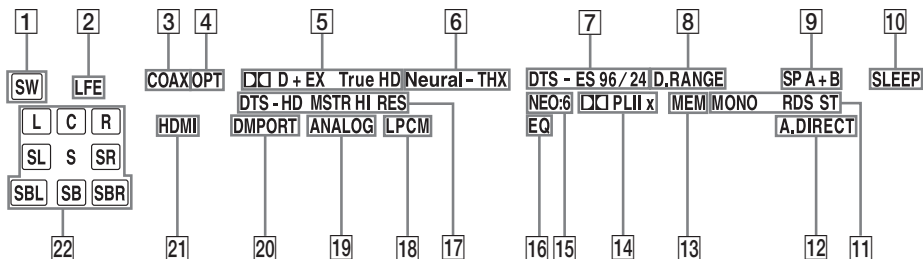 1 2 3 4 5 6 7 8 9 10
SW LFE COAX OPT D + EX True HD Neural - THX DTS - ES 96 / 24 D.RANGE SP A + B SLEEP
DTS - HD MSTR HI RES NEO:6 PLII x MEM MONO RDS ST
L C R HDMI DMPORT ANALOG LPCM EQ A.DIRECT
SL S SR
SBL SB SBR
22 21 20 19 18 17 16 15 14 13 12 11